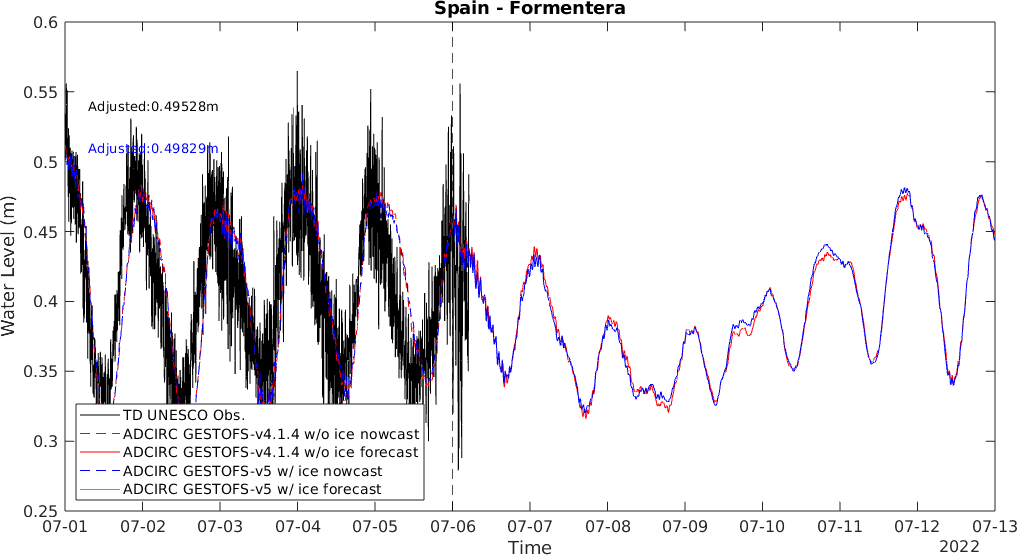 Spain - Formentera
0.6
0.55
0.5
0.45
0.4
0.35
0.3
0.25
Water Level (m)
Adjusted:0.49528m
Adjusted:0.49829m
TD UNESCO Obs.
ADCIRC GESTOFS-v4.1.4 w/o ice nowcast
ADCIRC GESTOFS-v4.1.4 w/o ice forecast
ADCIRC GESTOFS-v5 w/ ice nowcast
ADCIRC GESTOFS-v5 w/ ice forecast
07-01 07-02 07-03 07-04 07-05 07-06 07-07 07-08 07-09 07-10 07-11 07-12 07-13
Time
2022